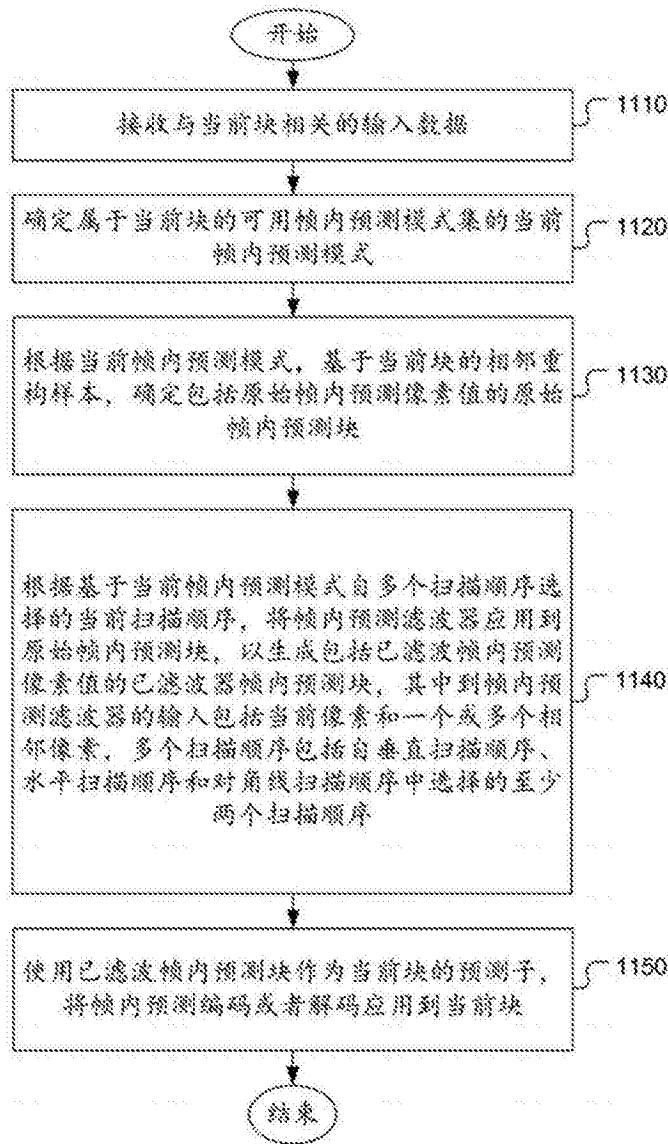 开始
接收与当前块相关的输入数据
1110
确定属于当前块的可用帧内预测模式集的当前
帧内预测模式
1120
根据当前帧内预测模式，基于当前块的相邻重
构样本，确定包括原始帧内预测像素值的原始
帧内预测块
1130
根据基于当前帧内预测模式自多个扫描顺序选
择的当前扫描顺序，将帧内预测滤波器应用到
原始帧内预测块，以生成包括已滤波帧内预测
像素值的已滤波器帧内预测块，其中到帧内预
测滤波器的输入包括当前像素和一个或多个相
邻像素，多个扫描顺序包括自垂直扫描顺序、
水平扫描顺序和对角线扫描顺序中选择的至少
两个扫描顺序
1140
使用已滤波帧内预测块作为当前块的预测子，
将帧内预测编码或者解码应用到当前块
1150
结束